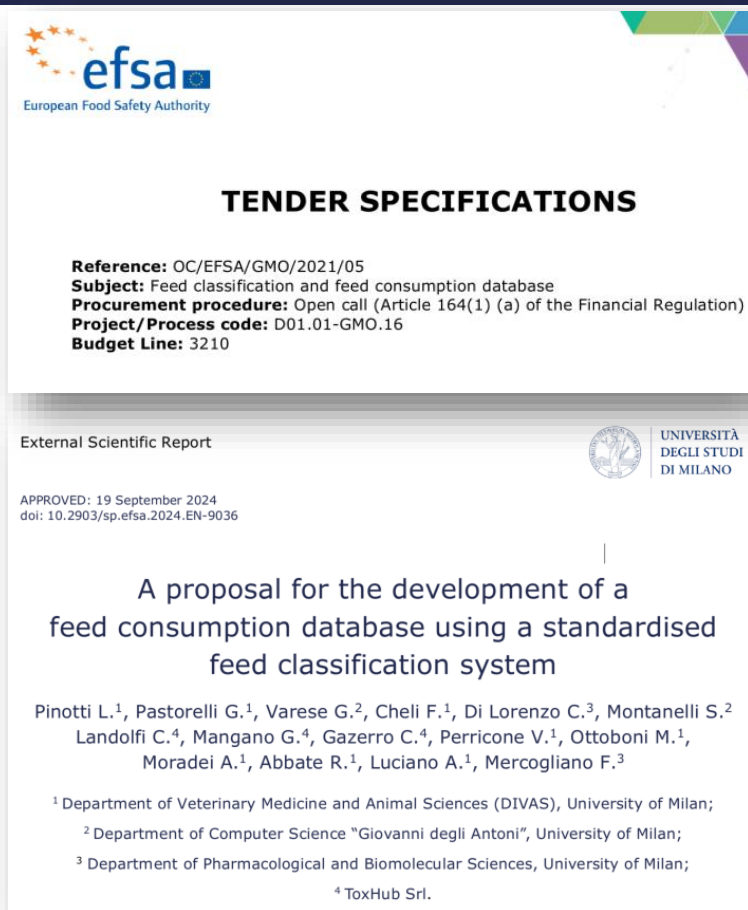 efsa
European Food Safety Authority
TENDER SPECIFICATIONS
Reference: OC/EFSA/GMO/2021/05
Subject: Feed classification and feed consumption database
Procurement procedure: Open call (Article 164(1) (a) of the Financial Regulation)
Project/Process code: D01.01-GMO.16
Budget Line: 3210
External Scientific Report
UNIVERSITÀ
DEGLI STUDI
DI MILANO
APPROVED: 19 September 2024
doi: 10.2903/sp.efsa.2024.EN-9036
A proposal for the development of a
feed consumption database using a standardised
feed classification system
Pinotti L.¹, Pastorelli G.¹, Varese G.², Cheli F.¹, Di Lorenzo C.³, Montanelli S.²
Landolfi C.⁴, Mangano G.⁴, Gazerro C.⁴, Perricone V.¹, Ottoboni M.¹,
Moradei A.¹, Abbate R.¹, Luciano A.¹, Mercogliano F.³
¹ Department of Veterinary Medicine and Animal Sciences (DIVAS), University of Milan;
² Department of Computer Science “Giovanni degli Antoni”, University of Milan;
³ Department of Pharmacological and Biomolecular Sciences, University of Milan;
⁴ ToxHub Srl.